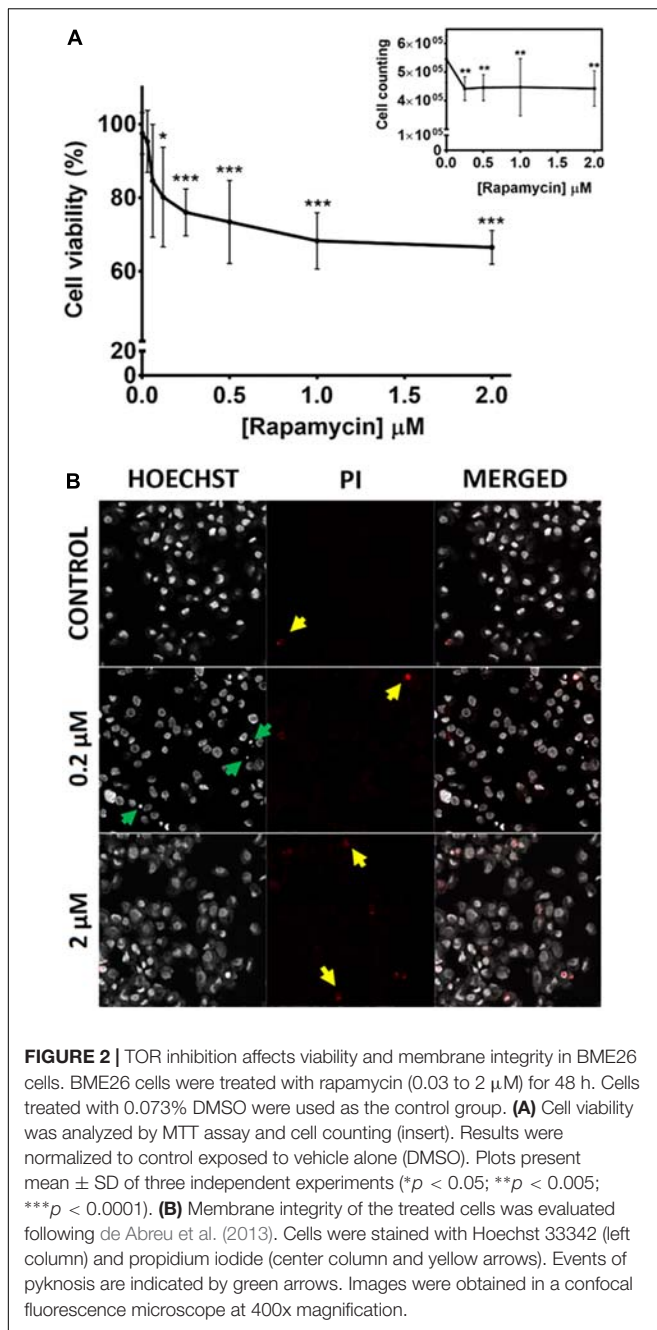 A
6×10⁰⁵
5×10⁰⁵
4×10⁰⁵
1×10⁰⁵
0
Cell counting
** ** ** **
0.0 0.5 1.0 1.5 2.0
[Rapamycin] μM
100
80
60
20
0
Cell viability (%)
* *** *** *** ***
0.0 0.5 1.0 1.5 2.0
[Rapamycin] μM
B
HOECHST PI MERGED
CONTROL
0.2 μM
2 μM
FIGURE 2 | TOR inhibition affects viability and membrane integrity in BME26
cells. BME26 cells were treated with rapamycin (0.03 to 2 μM) for 48 h. Cells
treated with 0.073% DMSO were used as the control group. (A) Cell viability
was analyzed by MTT assay and cell counting (insert). Results were
normalized to control exposed to vehicle alone (DMSO). Plots present
mean ± SD of three independent experiments (*p < 0.05; **p < 0.005;
***p < 0.0001). (B) Membrane integrity of the treated cells was evaluated
following de Abreu et al. (2013). Cells were stained with Hoechst 33342 (left
column) and propidium iodide (center column and yellow arrows). Events of
pyknosis are indicated by green arrows. Images were obtained in a confocal
fluorescence microscope at 400x magnification.